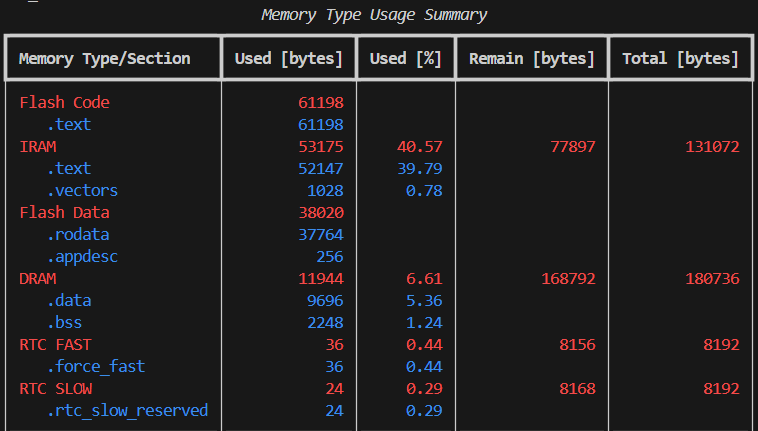 Memory Type Usage Summary
Memory Type/Section Used [bytes] Used [%] Remain [bytes] Total [bytes]
Flash Code 61198
.text 61198
IRAM 53175 40.57 77897 131072
.text 52147 39.79
.vectors 1028 0.78
Flash Data 38020
.rodata 37764
.appdesc 256
DRAM 11944 6.61 168792 180736
.data 9696 5.36
.bss 2248 1.24
RTC FAST 36 0.44 8156 8192
.force_fast 36 0.44
RTC SLOW 24 0.29 8168 8192
.rtc_slow_reserved 24 0.29